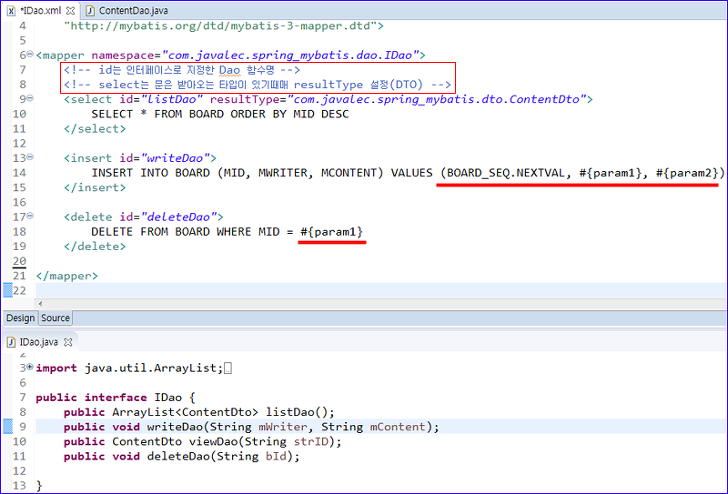 *IDao.xml ContentDao.java
4 "http://mybatis.org/dtd/mybatis-3-mapper.dtd">
5
6 <mapper namespace="com.javalec.spring_mybatis.dao.IDao">
7 <!-- id는 인터페이스로 지정한 Dao 함수명 -->
8 <!-- select는 문은 받아오는 타입이 있기때매 resultType 설정(DTO) -->
9 <select id="listDao" resultType="com.javalec.spring_mybatis.dto.ContentDto">
10 SELECT * FROM BOARD ORDER BY MID DESC
11 </select>
12
13 <insert id="writeDao">
14 INSERT INTO BOARD (MID, MWRITER, MCONTENT) VALUES (BOARD_SEQ.NEXTVAL, #{param1}, #{param2})
15 </insert>
16
17 <delete id="deleteDao">
18 DELETE FROM BOARD WHERE MID = #{param1}
19 </delete>
20
21 </mapper>
22
Design Source
IDao.java
2
3 import java.util.ArrayList;
6
7 public interface IDao {
8 public ArrayList<ContentDto> listDao();
9 public void writeDao(String mWriter, String mContent);
10 public ContentDto viewDao(String strID);
11 public void deleteDao(String bId);
12
13 }